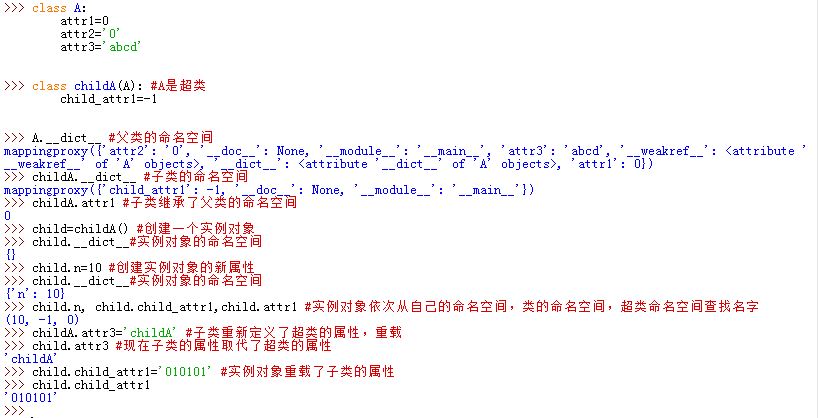 >>> class A:
        attr1=0
        attr2='0'
        attr3='abcd'
>>> class childA(A): #A是超类
        child_attr1=-1
>>> A.__dict__ #父类的命名空间
mappingproxy({'attr2': '0', '__doc__': None, '__module__': '__main__', 'attr3': 'abcd', '__weakref__': <attribute '
__weakref__' of 'A' objects>, '__dict__': <attribute '__dict__' of 'A' objects>, 'attr1': 0})
>>> childA.__dict__ #子类的命名空间
mappingproxy({'child_attr1': -1, '__doc__': None, '__module__': '__main__'})
>>> childA.attr1 #子类继承了父类的命名空间
0
>>> child=childA() #创建一个实例对象
>>> child.__dict__#实例对象的命名空间
{}
>>> child.n=10 #创建实例对象的新属性
>>> child.__dict__#实例对象的命名空间
{'n': 10}
>>> child.n, child.child_attr1,child.attr1 #实例对象依次从自己的命名空间，类的命名空间，超类命名空间查找名字
(10, -1, 0)
>>> childA.attr3='childA' #子类重新定义了超类的属性，重载
>>> child.attr3 #现在子类的属性取代了超类的属性
'childA'
>>> child.child_attr1='010101' #实例对象重载了子类的属性
>>> child.child_attr1
'010101'
>>>